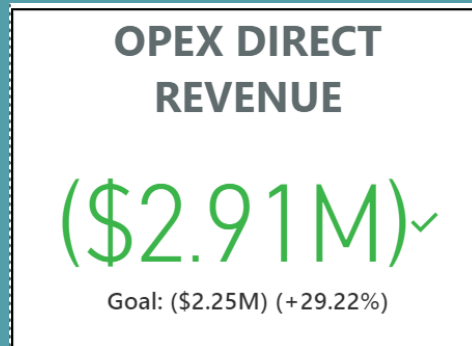 OPEX DIRECT
REVENUE
($2.91M)✓
Goal: ($2.25M) (+29.22%)